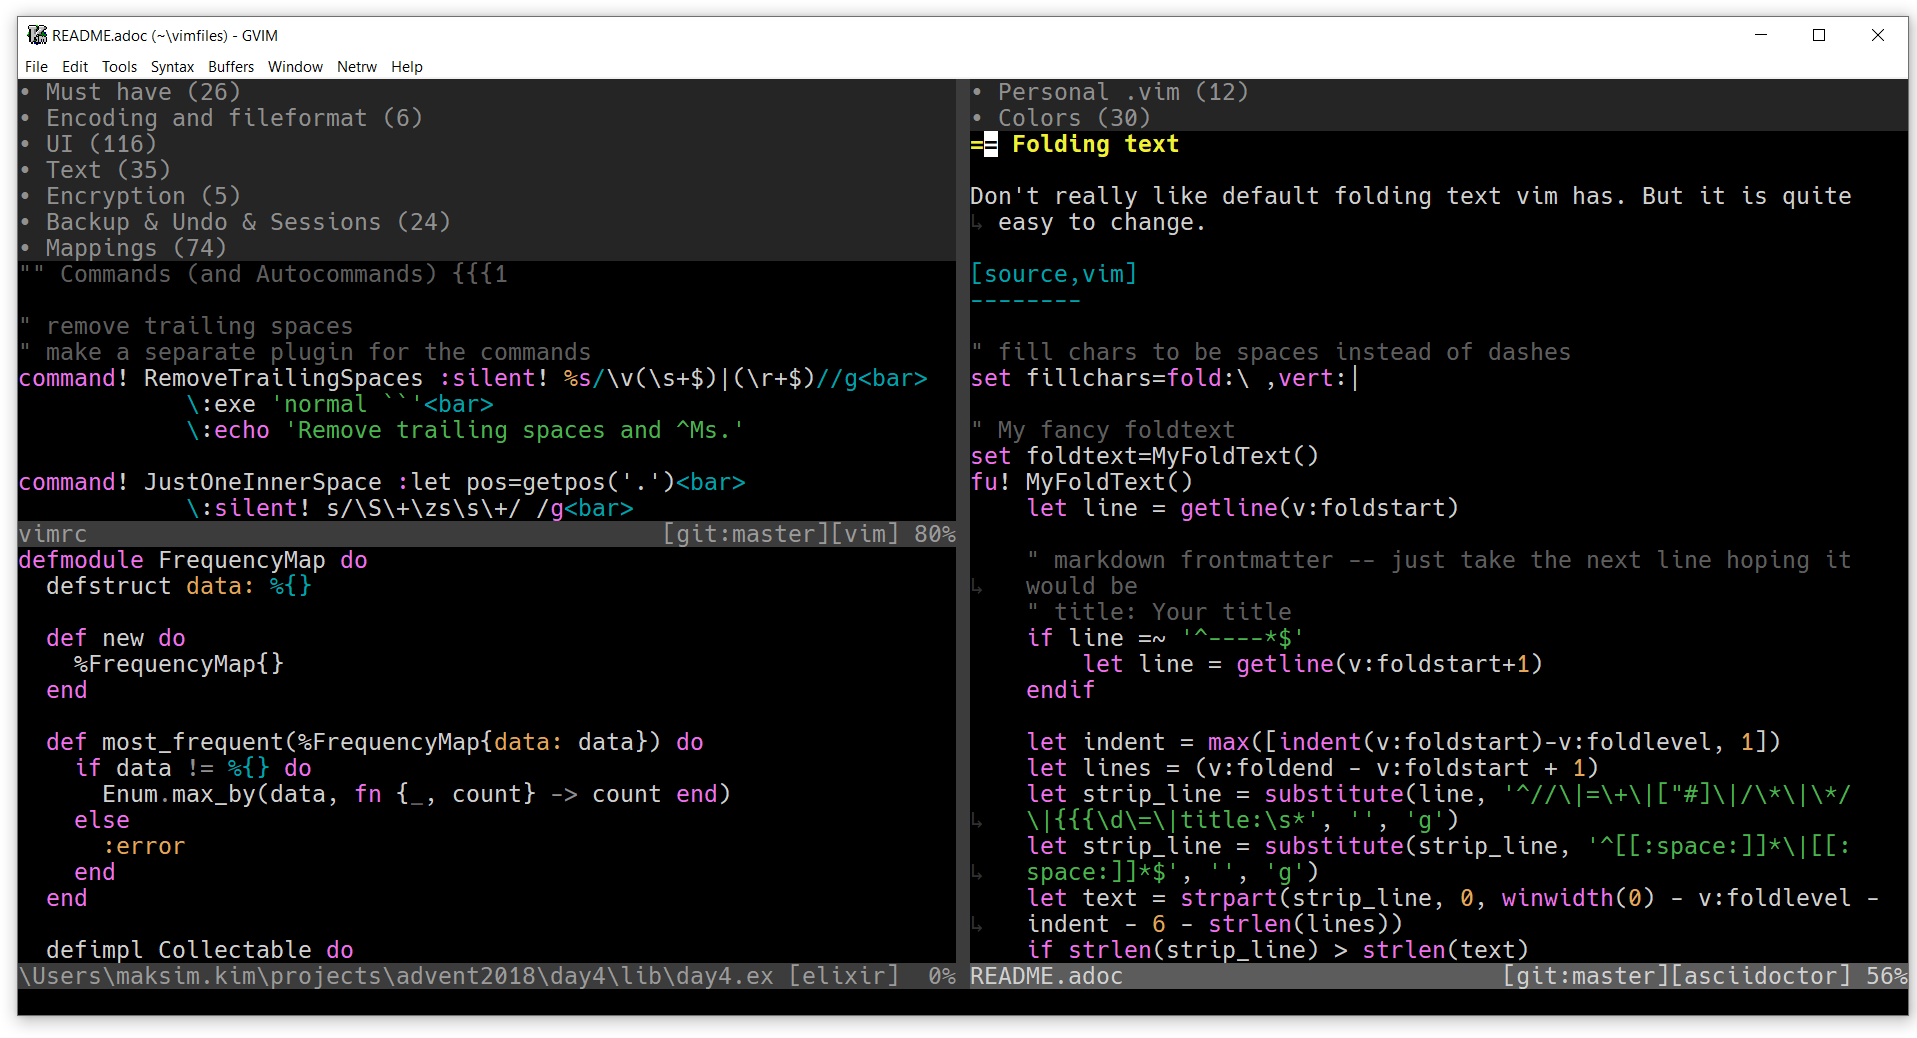 README.adoc (~\vimfiles) - GVIM
File Edit Tools Syntax Buffers Window Netrw Help
• Must have (26)
• Encoding and fileformat (6)
• UI (116)
• Text (35)
• Encryption (5)
• Backup & Undo & Sessions (24)
• Mappings (74)
"" Commands (and Autocommands) {{{1

" remove trailing spaces
" make a separate plugin for the commands
command! RemoveTrailingSpaces :silent! %s/\v(\s+$)|(\r+$)//g<bar>
            \:exe 'normal ``'<bar>
            \:echo 'Remove trailing spaces and ^Ms.'

command! JustOneInnerSpace :let pos=getpos('.')<bar>
            \:silent! s/\S\+\zs\s\+/ /g<bar>
vimrc [git:master][vim] 80%
defmodule FrequencyMap do
  defstruct data: %{}

  def new do
    %FrequencyMap{}
  end

  def most_frequent(%FrequencyMap{data: data}) do
    if data != %{} do
      Enum.max_by(data, fn {_, count} -> count end)
    else
      :error
    end
  end

  defimpl Collectable do
\Users\maksim.kim\projects\advent2018\day4\lib\day4.ex [elixir] 0%
• Personal .vim (12)
• Colors (30)
== Folding text

Don't really like default folding text vim has. But it is quite
↳ easy to change.

[source,vim]
--------

" fill chars to be spaces instead of dashes
set fillchars=fold:\ ,vert:|

" My fancy foldtext
set foldtext=MyFoldText()
fu! MyFoldText()
    let line = getline(v:foldstart)

    " markdown frontmatter -- just take the next line hoping it
↳   would be
    " title: Your title
    if line =~ '^----*$'
        let line = getline(v:foldstart+1)
    endif

    let indent = max([indent(v:foldstart)-v:foldlevel, 1])
    let lines = (v:foldend - v:foldstart + 1)
    let strip_line = substitute(line, '^//\|=\+\|["#]\|/\*\|\*/
↳   \|{{{\d\=\|title:\s*', '', 'g')
    let strip_line = substitute(strip_line, '^[[:space:]]*\|[[:
↳   space:]]*$', '', 'g')
    let text = strpart(strip_line, 0, winwidth(0) - v:foldlevel -
↳   indent - 6 - strlen(lines))
    if strlen(strip_line) > strlen(text)
README.adoc [git:master][asciidoctor] 56%